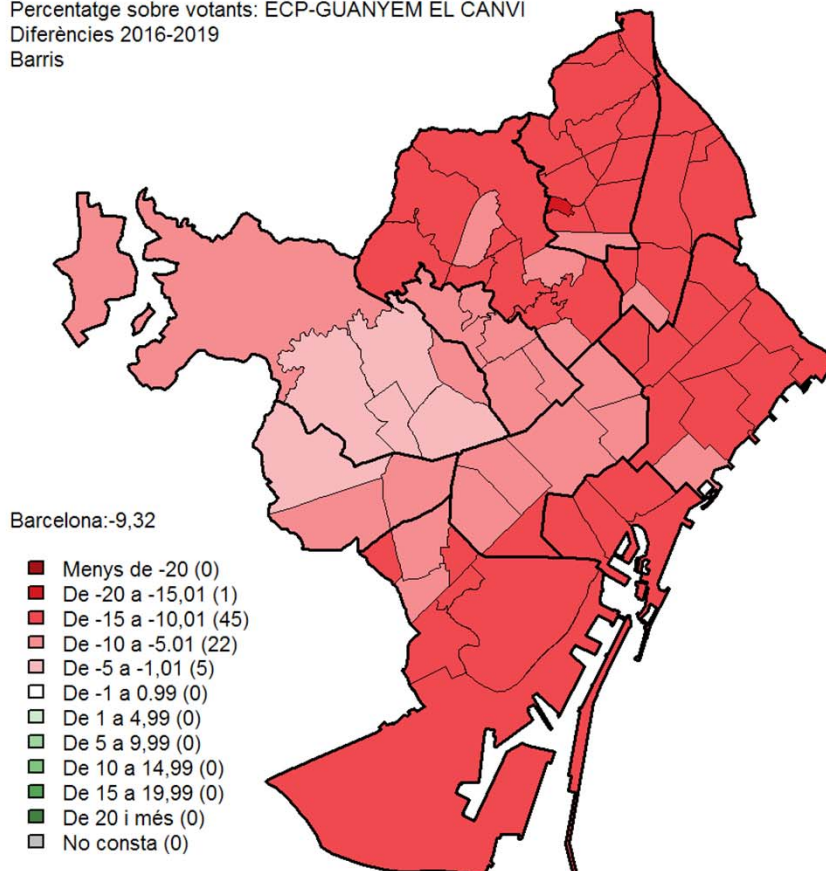 Percentatge sobre votants: ECP-GUANYEM EL CANVI
Diferències 2016-2019
Barris
Barcelona:-9,32
Menys de -20 (0)
De -20 a -15,01 (1)
De -15 a -10,01 (45)
De -10 a -5.01 (22)
De -5 a -1,01 (5)
De -1 a 0.99 (0)
De 1 a 4,99 (0)
De 5 a 9,99 (0)
De 10 a 14,99 (0)
De 15 a 19,99 (0)
De 20 i més (0)
No consta (0)